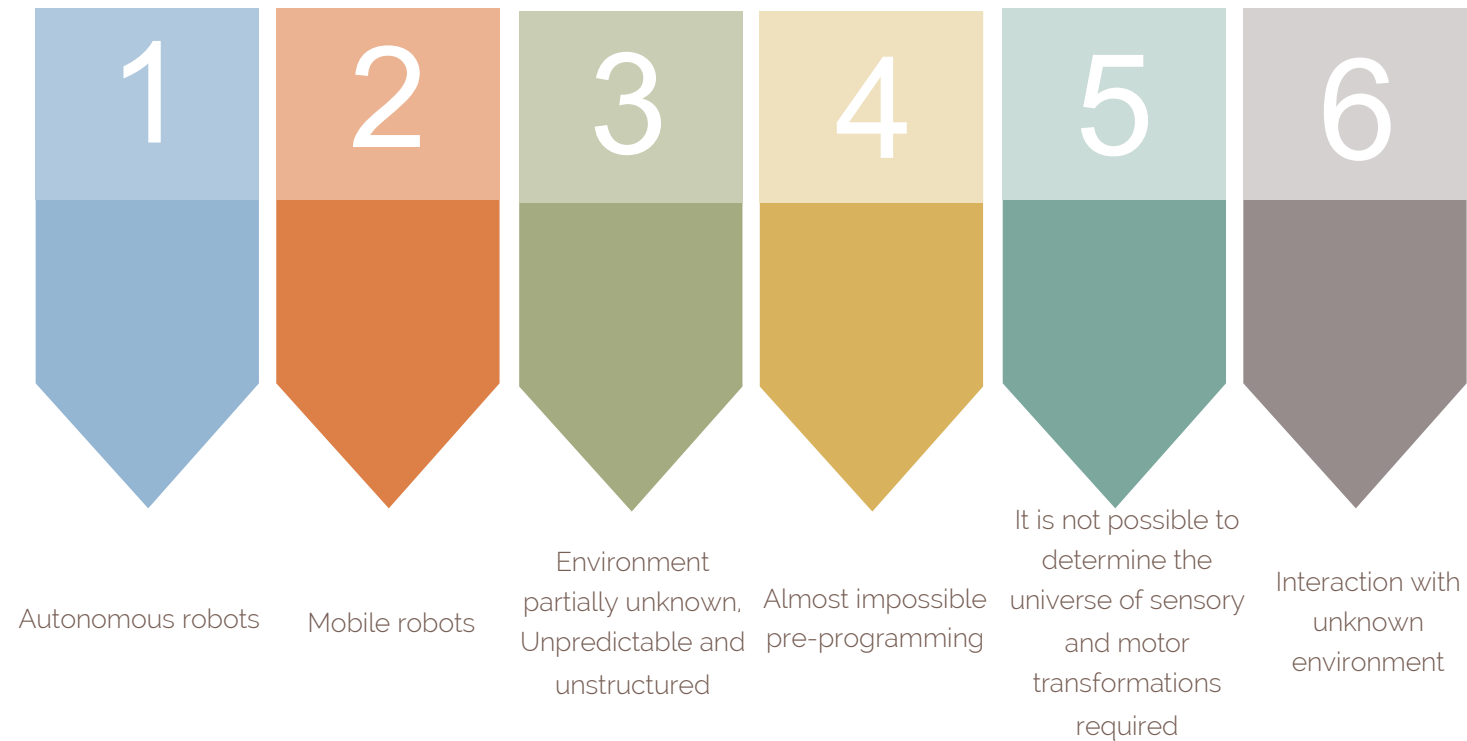 1
2
3
4
5
6
Autonomous robots
Mobile robots
Environment
partially unknown,
Unpredictable and
unstructured
Almost impossible
pre-programming
It is not possible to
determine the
universe of sensory
and motor
transformations
required
Interaction with
unknown
environment